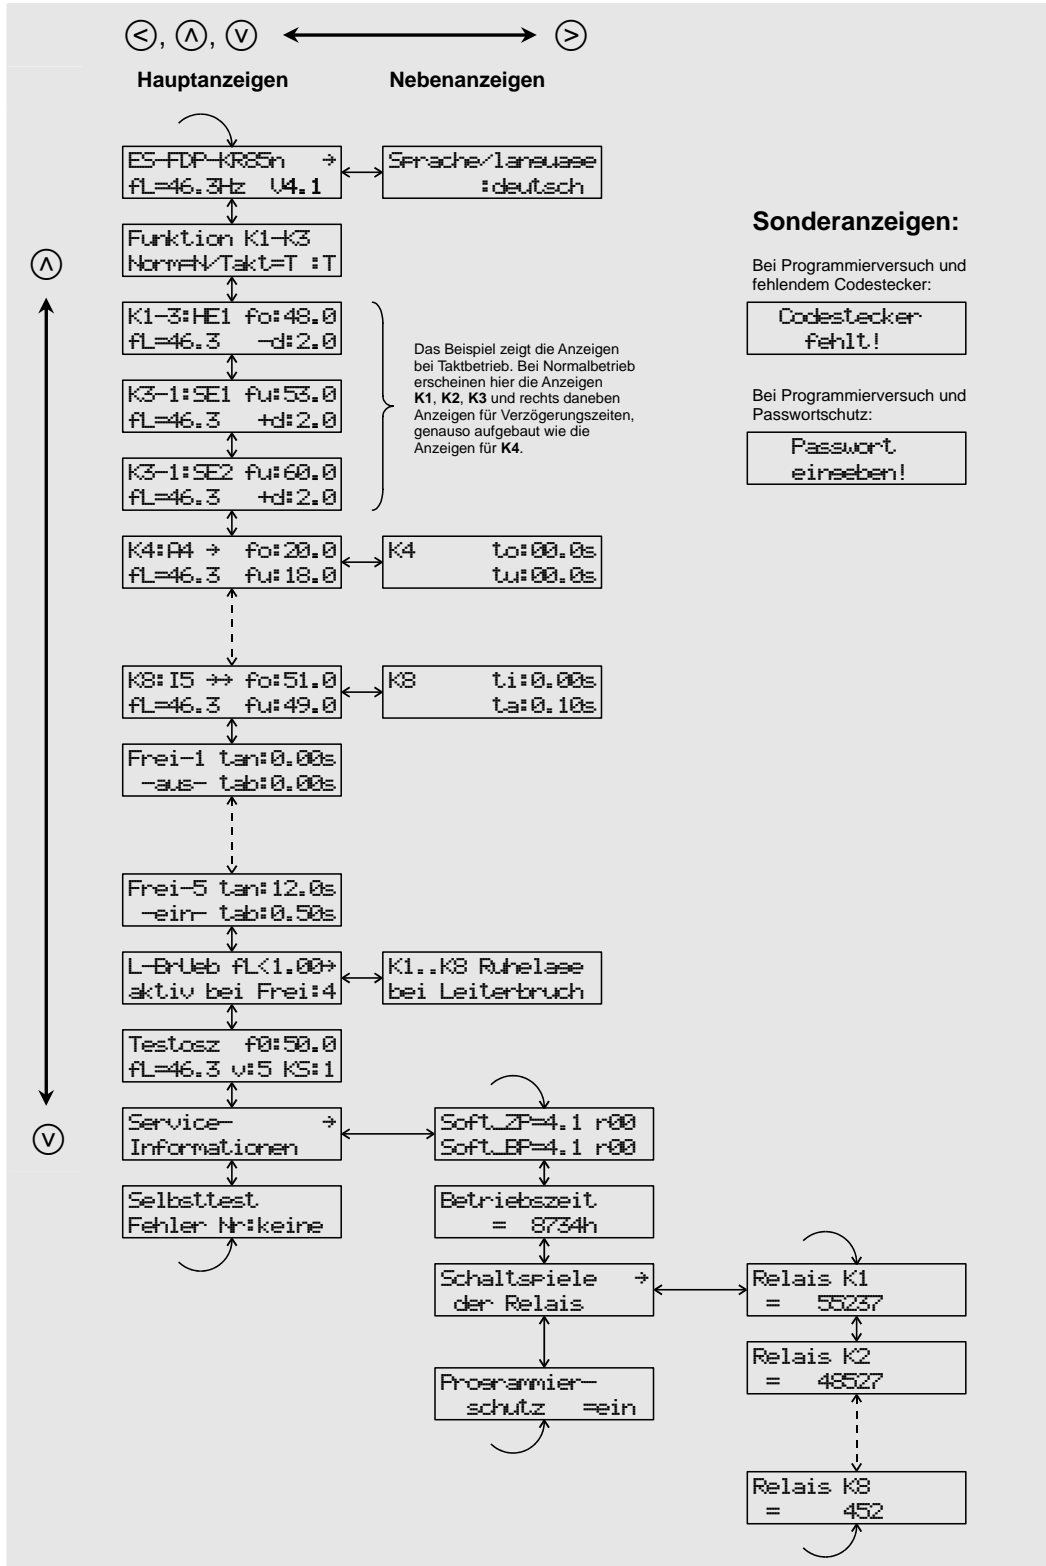 <, ∧, ∨ >
Hauptanzeigen Nebenanzeigen
ES-FDP-KR85n →
fL=46.3Hz V4.1
Sprache/language
:deutsch
Funktion K1-K3
Norm=N/Takt=T :T
K1-3:HE1 fo:48.0
fL=46.3 -d:2.0
K3-1:SE1 fu:53.0
fL=46.3 +d:2.0
K3-1:SE2 fu:60.0
fL=46.3 +d:2.0
Das Beispiel zeigt die Anzeigen
bei Taktbetrieb. Bei Normalbetrieb
erscheinen hier die Anzeigen
K1, K2, K3 und rechts daneben
Anzeigen für Verzögerungszeiten,
genauso aufgebaut wie die
Anzeigen für K4.
K4:A4 → fo:20.0
fL=46.3 fu:18.0
K4 to:00.0s
tu:00.0s
K8:I5 →→ fo:51.0
fL=46.3 fu:49.0
K8 ti:0.00s
ta:0.10s
Frei-1 tan:0.00s
-aus- tab:0.00s
Frei-5 tan:12.0s
-ein- tab:0.50s
L-BrUeb fL<1.00→
aktiv bei Frei:4
K1..K8 Ruhelage
bei Leiterbruch
Testosz f0:50.0
fL=46.3 v:5 KS:1
Service- →
Informationen
Soft_ZP=4.1 r00
Soft_BP=4.1 r00
Selbsttest
Fehler Nr:keine
Betriebszeit
= 8734h
Schaltspiele →
der Relais
Relais K1
= 55237
Relais K2
= 48527
Programmier-
schutz =ein
Relais K8
= 452
∧
∨
Sonderanzeigen:
Bei Programmierversuch und
fehlendem Codestecker:
Codestecker
fehlt!
Bei Programmierversuch und
Passwortschutz:
Passwort
eingeben!